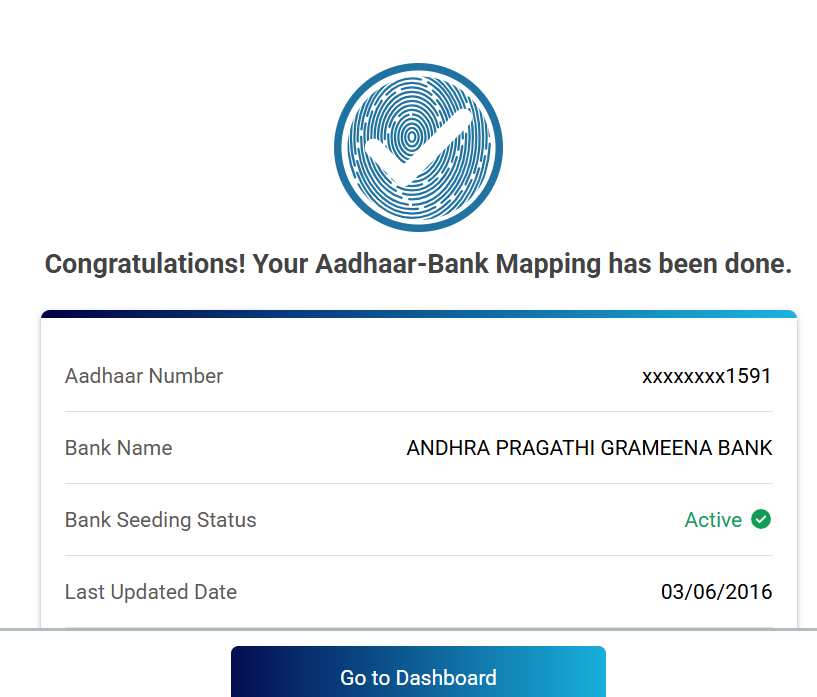 Congratulations! Your Aadhaar-Bank Mapping has been done.
Aadhaar Number xxxxxxxx1591
Bank Name ANDHRA PRAGATHI GRAMEENA BANK
Bank Seeding Status Active
Last Updated Date 03/06/2016
Go to Dashboard